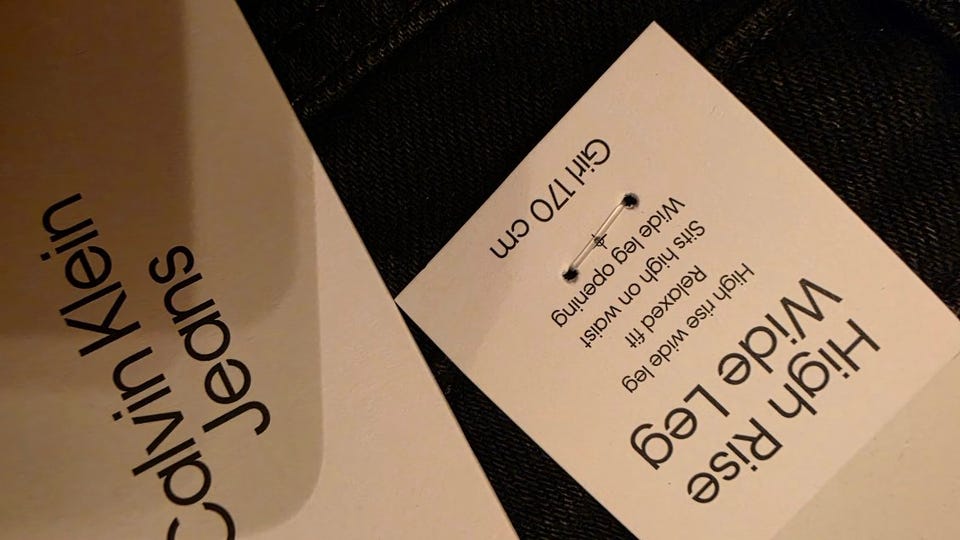 Calvin Klein
Jeans
High Rise
Wide Leg
High rise wide leg
Relaxed fit
Sits high on waist
Wide leg opening
Girl 170 cm